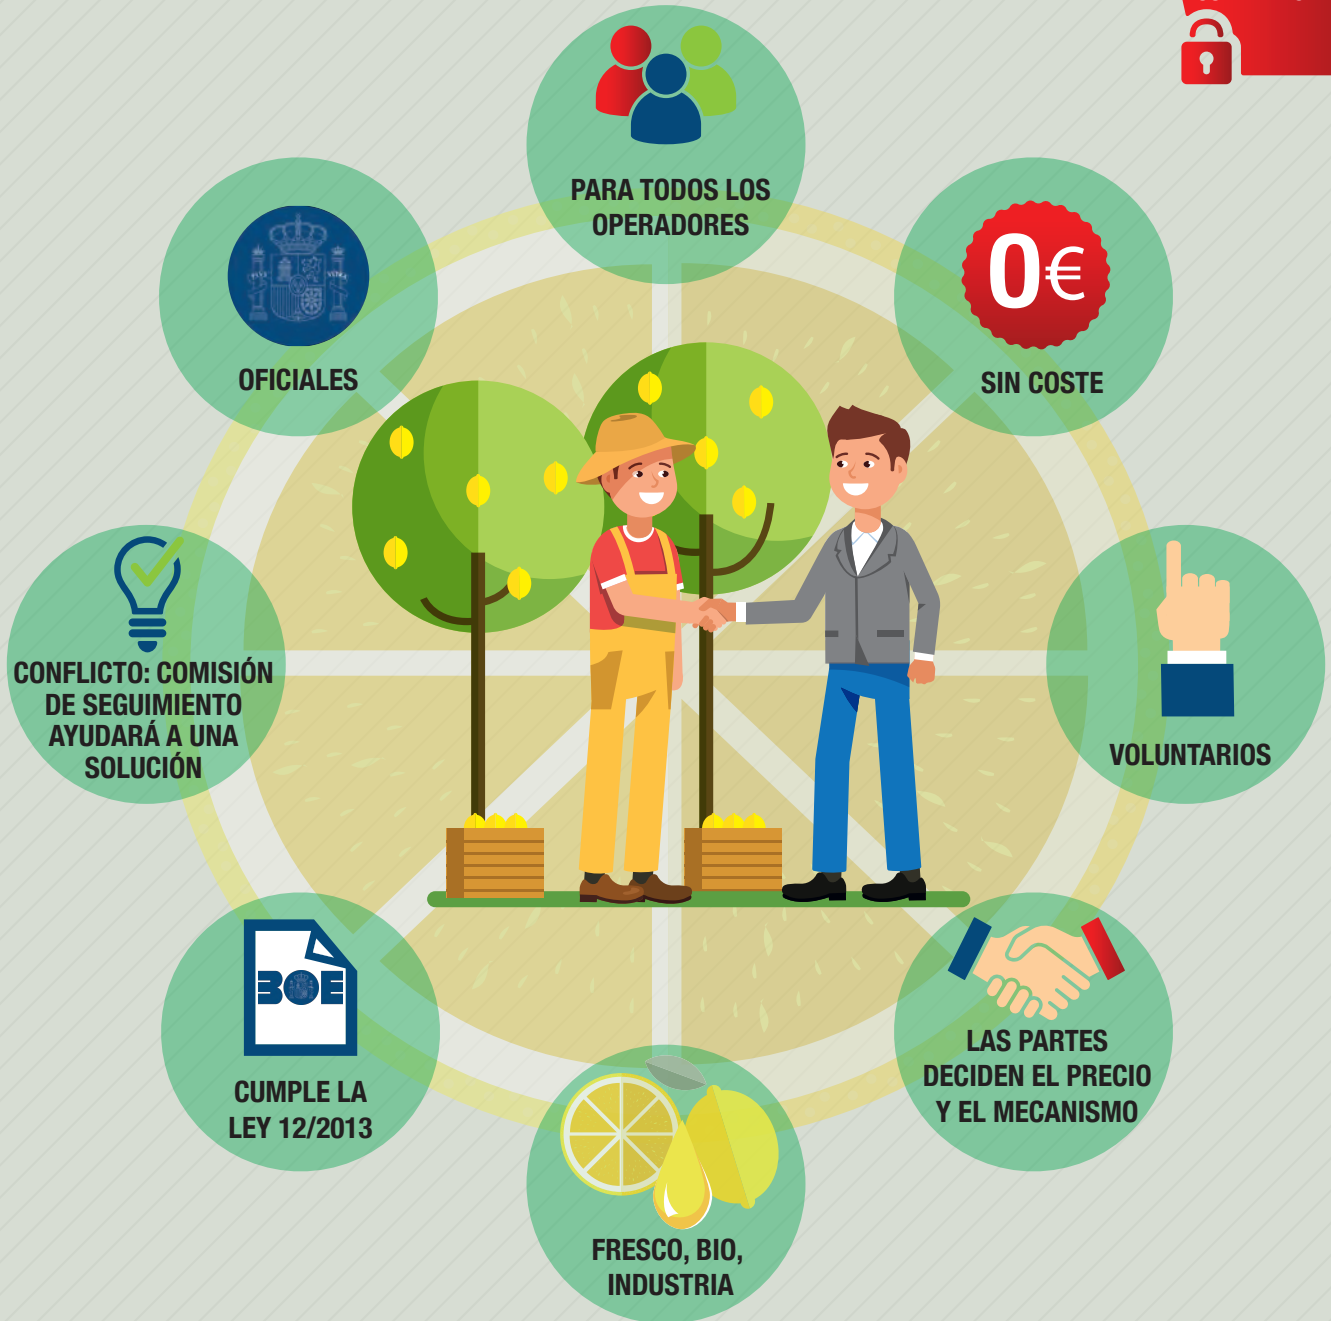 PARA TODOS LOS
OPERADORES
0€
SIN COSTE
OFICIALES
VOLUNTARIOS
CONFLICTO: COMISIÓN
DE SEGUIMIENTO
AYUDARÁ A UNA
SOLUCIÓN
LAS PARTES
DECIDEN EL PRECIO
Y EL MECANISMO
BOE
CUMPLE LA
LEY 12/2013
FRESCO, BIO,
INDUSTRIA